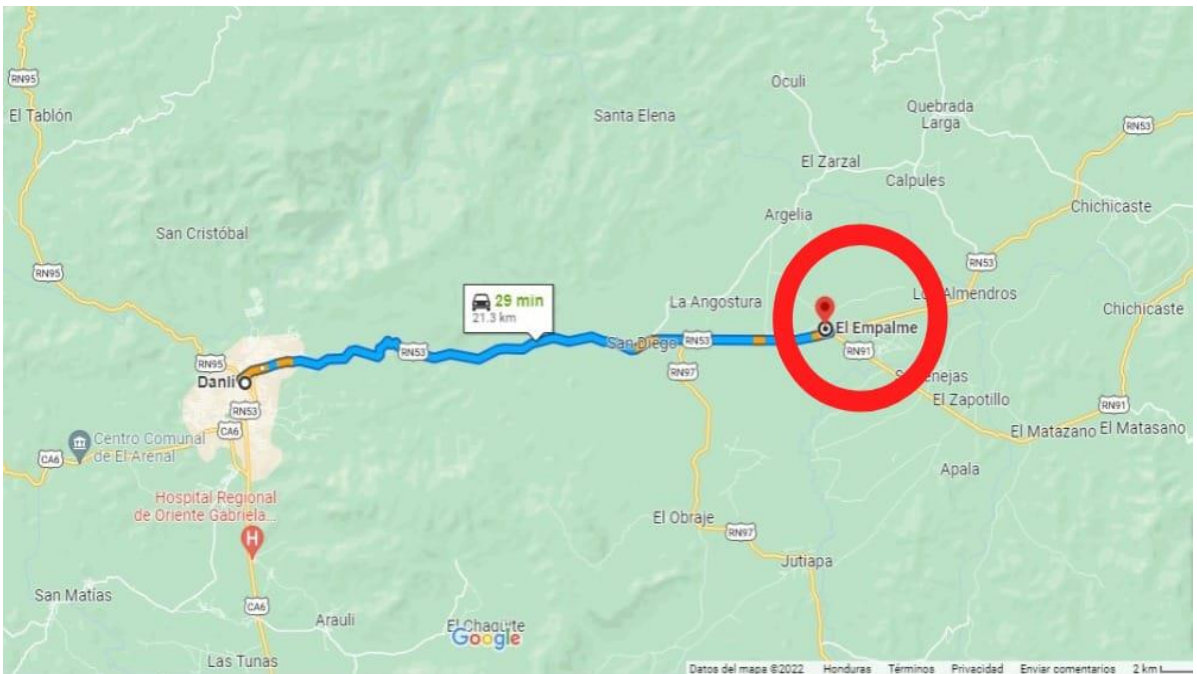 RN95
El Tablón
Oculi
Santa Elena
Quebrada
Larga
RN53
El Zarzal
Calpules
Argelia
Chichicaste
San Cristóbal
RN95
RN53
29 min
21.3 km
La Angostura
Los Almendros
Chichicaste
El Empalme
San Diego
RN53
RN53
RN91
RN95
Danlí
RN97
El Zapotillo
RN53
CA6
RN91
El Matazano
El Matasano
Centro Comunal
de El Arenal
CA6
Apala
Hospital Regional
de Oriente Gabriela...
H
El Obraje
RN97
Jutiapa
San Matías
CA6
Arauli
El Chaguite
Google
Las Tunas
Datos del mapa ©2022 Honduras Términos Privacidad Enviar comentarios 2 km